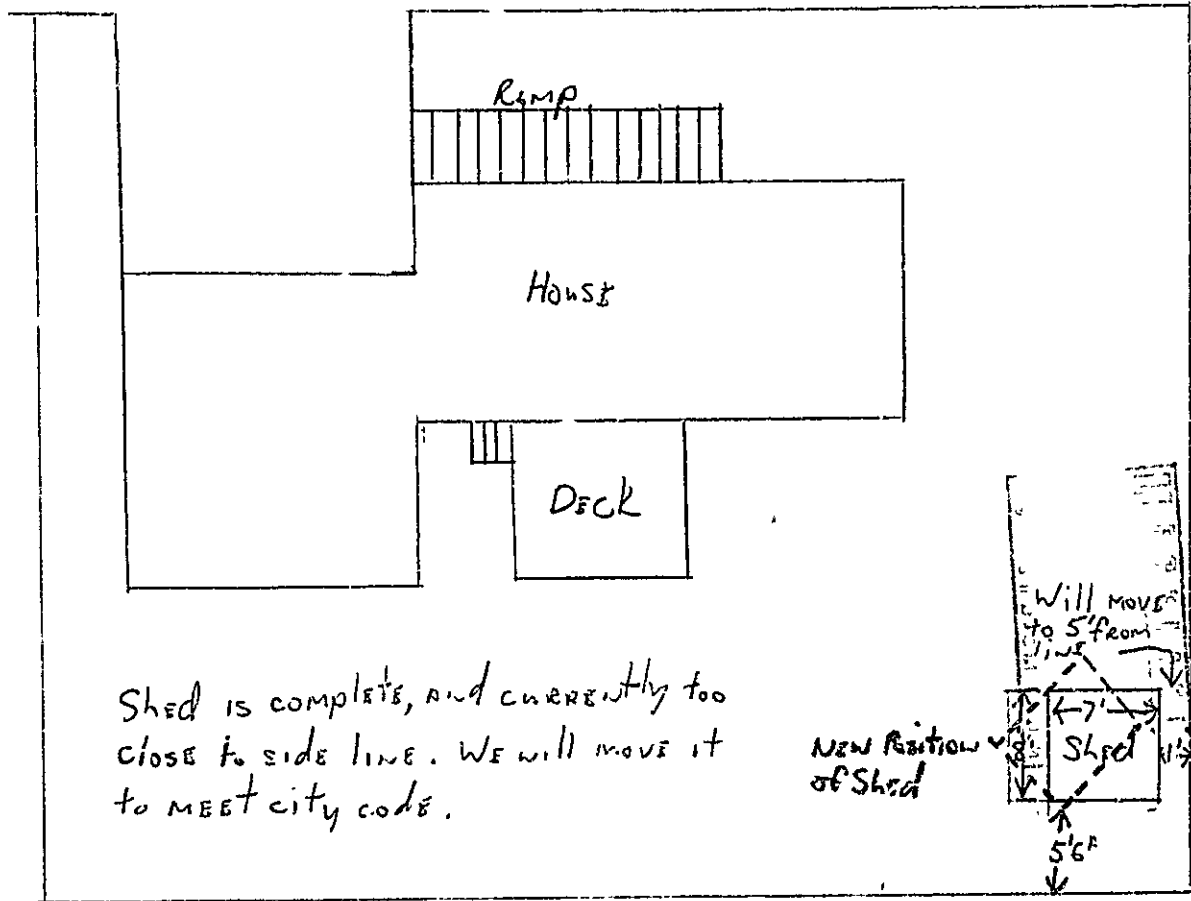 Ramp
House
Deck
Will move
to 5' from
line
7'
Shed
8'
1'
New Position
of Shed
5'6"
Shed is complete, and currently too
close to side line. We will move it
to meet city code.